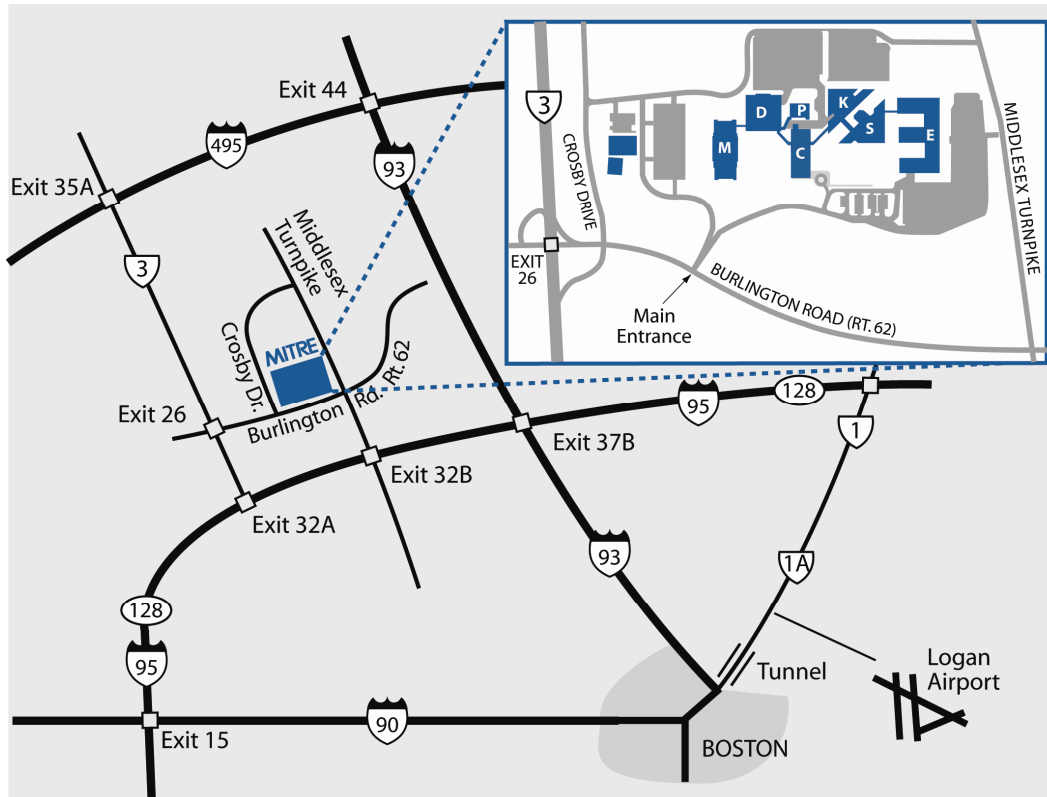 Exit 44
495
93
Exit 35A
3
Middlesex
Turnpike
Crosby Dr.
MITRE
Rt. 62
Burlington Rd.
Exit 26
Exit 32B
Exit 32A
Exit 37B
95
128
1
1A
93
128
95
90
Exit 15
Tunnel
Logan
Airport
BOSTON
3
CROSBY DRIVE
D
P
K
M
C
S
E
MIDDLESEX TURNPIKE
EXIT
26
Main
Entrance
BURLINGTON ROAD (RT. 62)